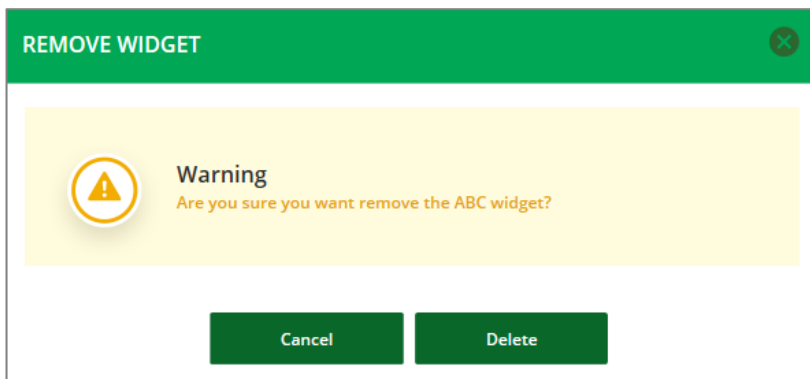 REMOVE WIDGET
Warning
Are you sure you want remove the ABC widget?
Cancel Delete